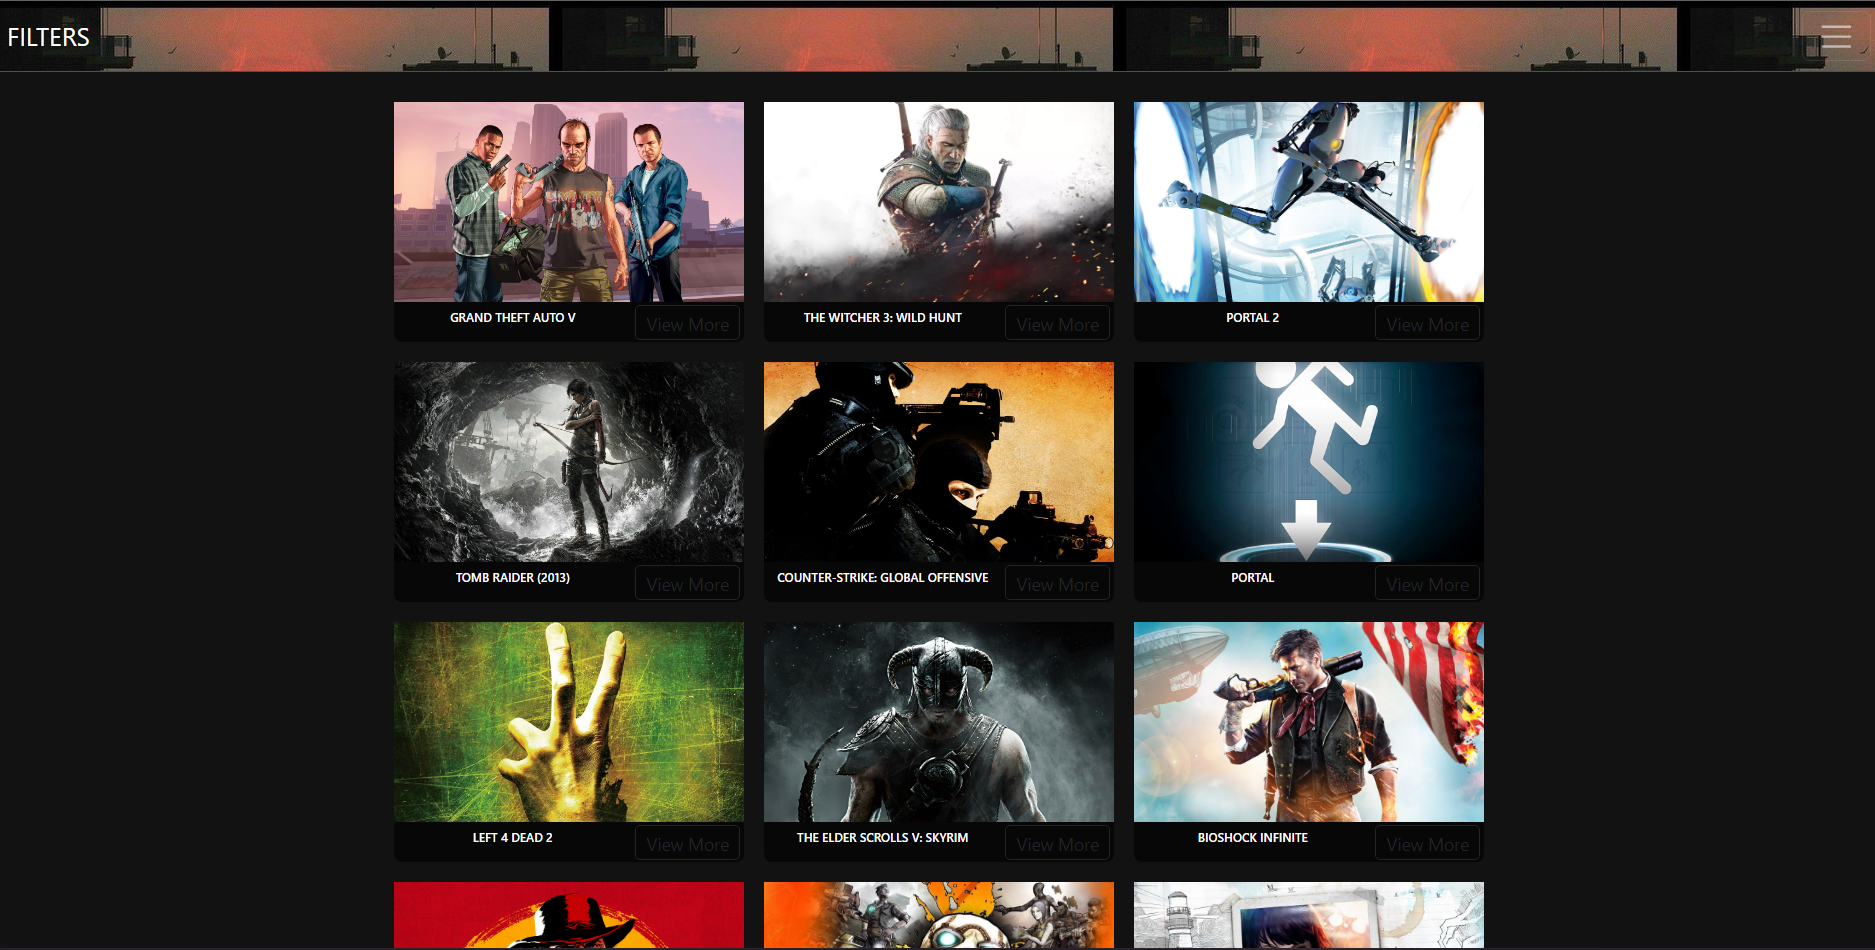 FILTERS
GRAND THEFT AUTO V
View More
THE WITCHER 3: WILD HUNT
View More
PORTAL 2
View More
TOMB RAIDER (2013)
View More
COUNTER-STRIKE: GLOBAL OFFENSIVE
View More
PORTAL
View More
LEFT 4 DEAD 2
View More
THE ELDER SCROLLS V: SKYRIM
View More
BIOSHOCK INFINITE
View More